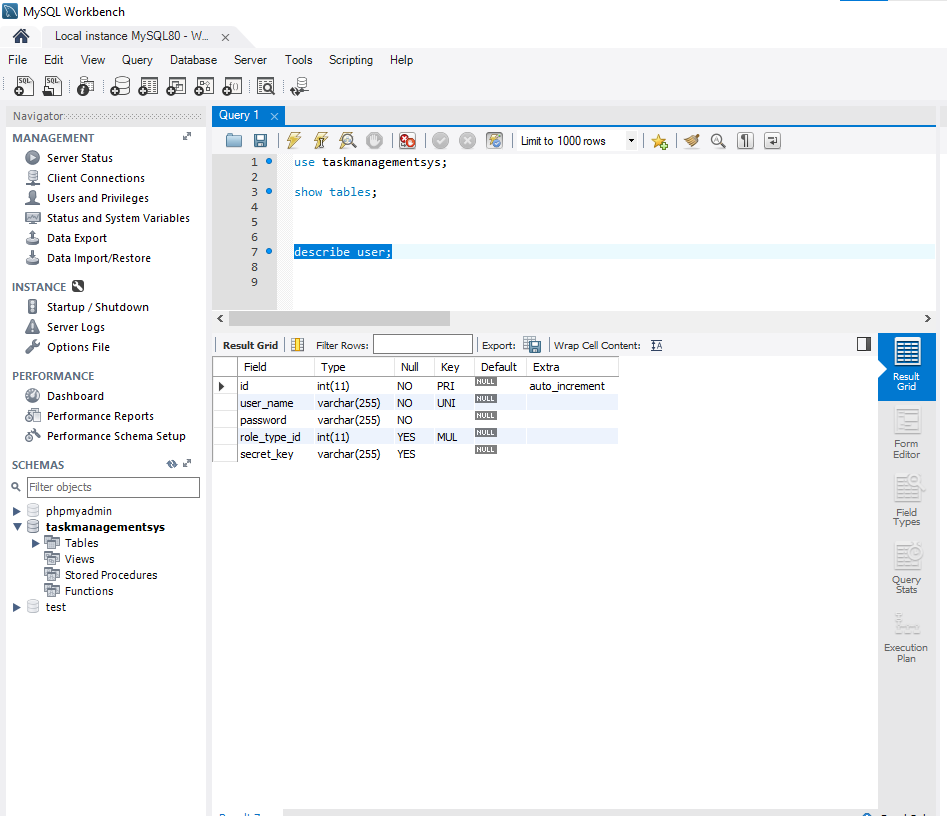 MySQL Workbench
Local instance MySQL80 - W... ×
File Edit View Query Database Server Tools Scripting Help
Navigator
MANAGEMENT
Server Status
Client Connections
Users and Privileges
Status and System Variables
Data Export
Data Import/Restore
INSTANCE
Startup / Shutdown
Server Logs
Options File
PERFORMANCE
Dashboard
Performance Reports
Performance Schema Setup
SCHEMAS
Filter objects
phpmyadmin
taskmanagementsys
Tables
Views
Stored Procedures
Functions
test
Query 1 ×
Limit to 1000 rows
1 use taskmanagementsys;
2
3 show tables;
4
5
6
7 describe user;
8
9
Result Grid Filter Rows: Export: Wrap Cell Content:
Field Type Null Key Default Extra
id int(11) NO PRI NULL auto_increment
user_name varchar(255) NO UNI NULL
password varchar(255) NO NULL
role_type_id int(11) YES MUL NULL
secret_key varchar(255) YES NULL
Result
Grid
Form
Editor
Field
Types
Query
Stats
Execution
Plan